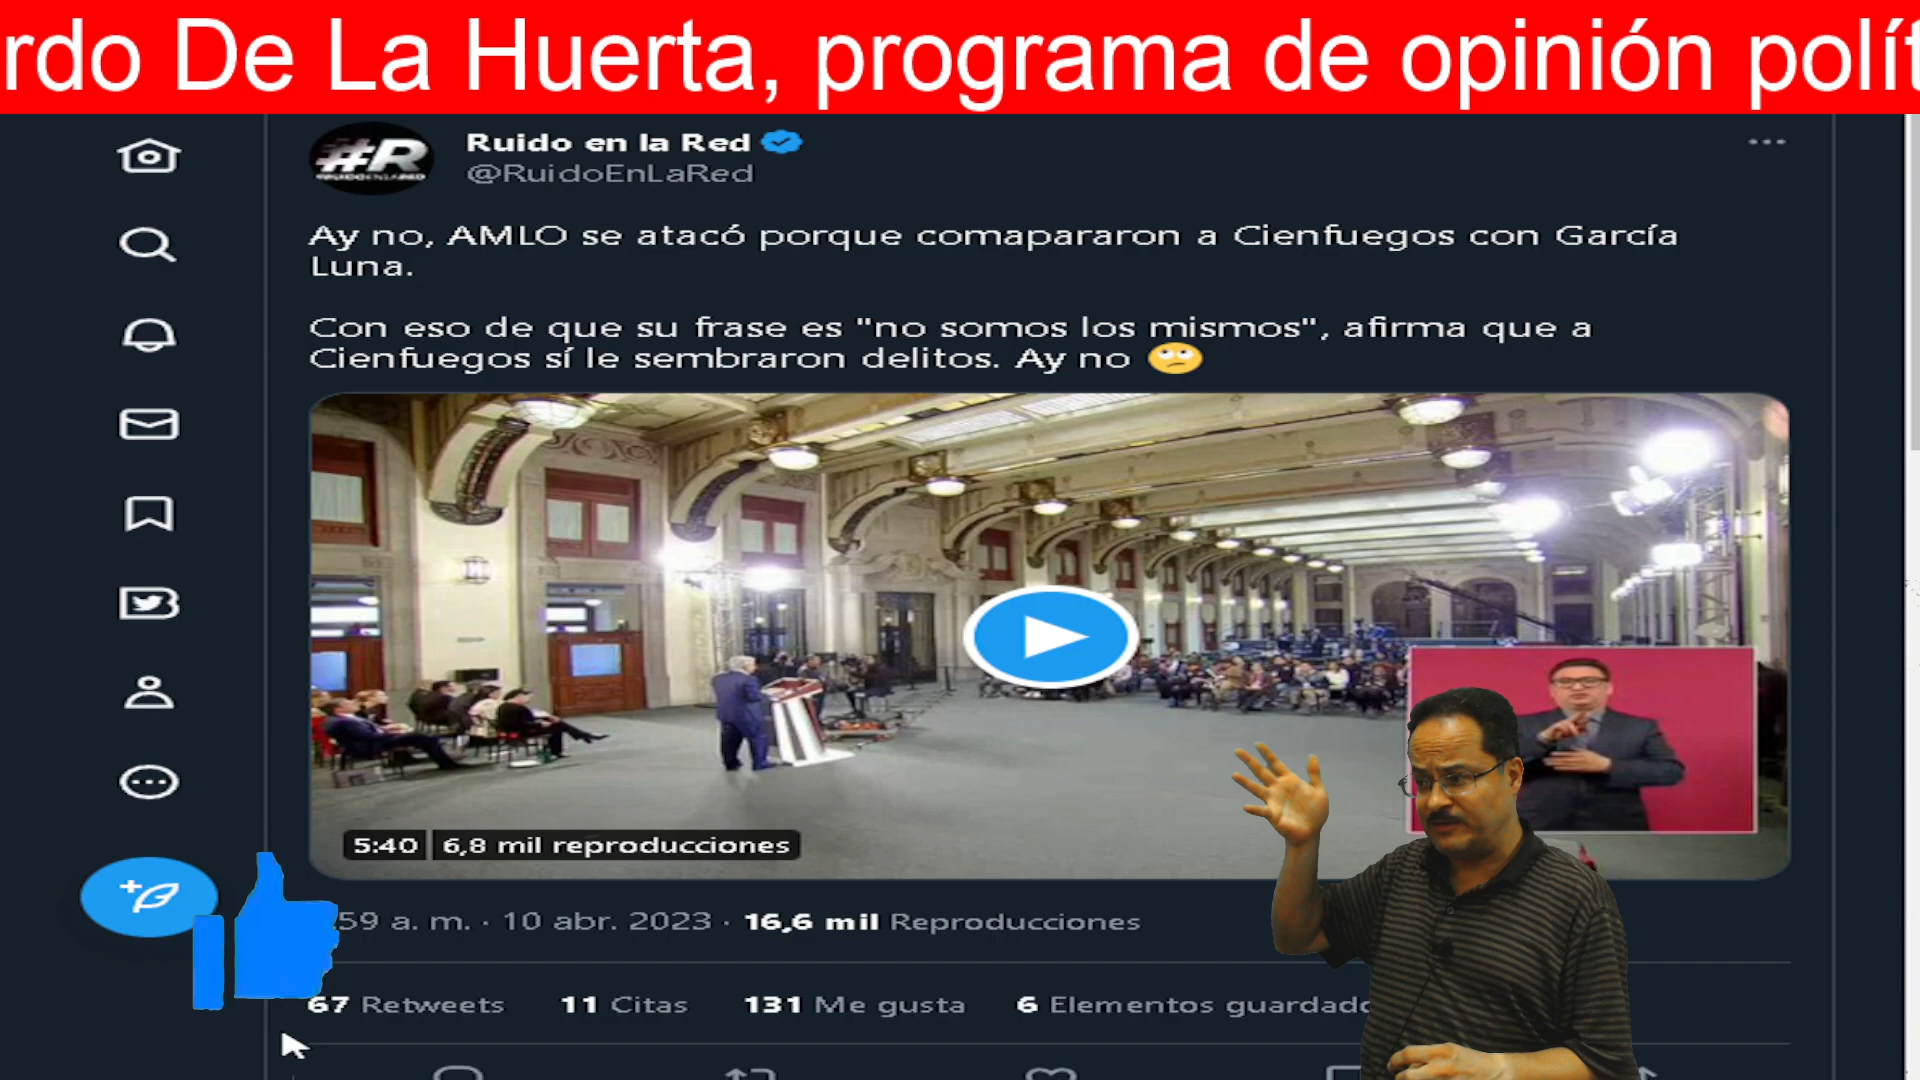 rdo De La Huerta, programa de opinión polít
#R
Ruido en la Red
@RuidoEnLaRed
Ay no, AMLO se atacó porque comapararon a Cienfuegos con García
Luna.
Con eso de que su frase es "no somos los mismos", afirma que a
Cienfuegos sí le sembraron delitos. Ay no
5:40 6,8 mil reproducciones
59 a. m. · 10 abr. 2023 · 16,6 mil Reproducciones
67 Retweets 11 Citas 131 Me gusta 6 Elementos guardado